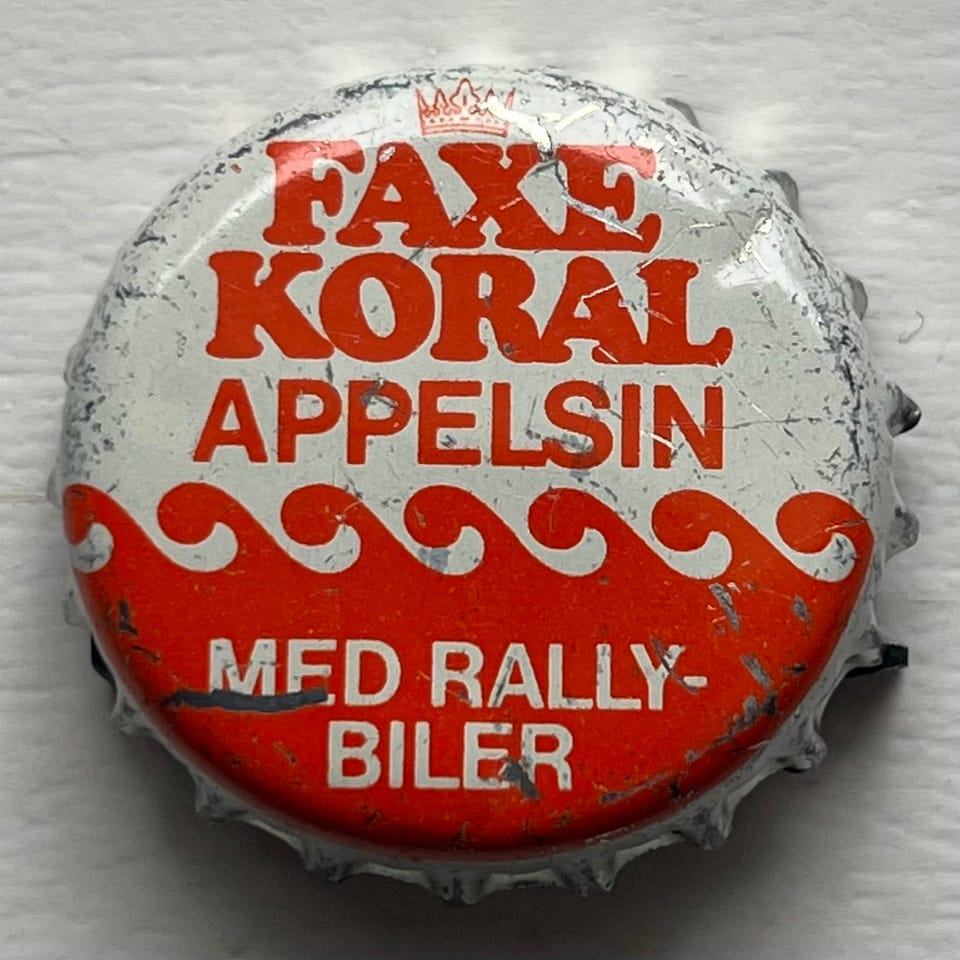 FAXE
KORAL
APPELSIN
MED RALLY-
BILER